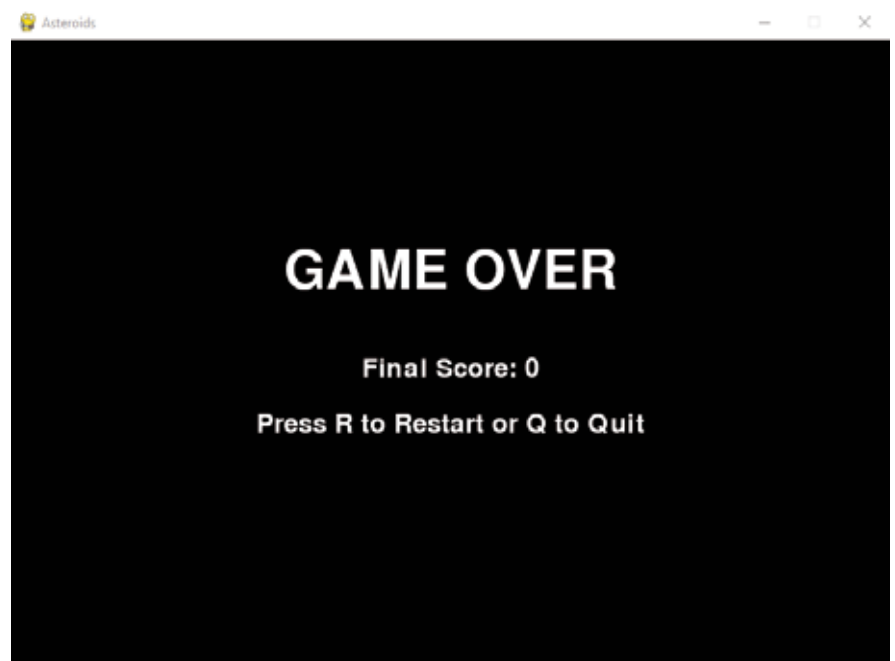 Asteroids
GAME OVER
Final Score: 0
Press R to Restart or Q to Quit